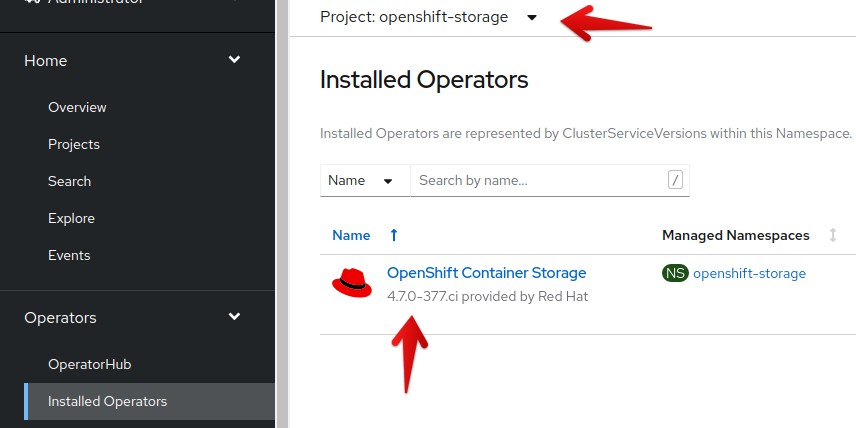 Administrator
Home
Overview
Projects
Search
Explore
Events
Operators
OperatorHub
Installed Operators
Project: openshift-storage
Installed Operators
Installed Operators are represented by ClusterServiceVersions within this Namespace.
Name Search by name... /
Name Managed Namespaces
OpenShift Container Storage NS openshift-storage
4.7.0-377.ci provided by Red Hat